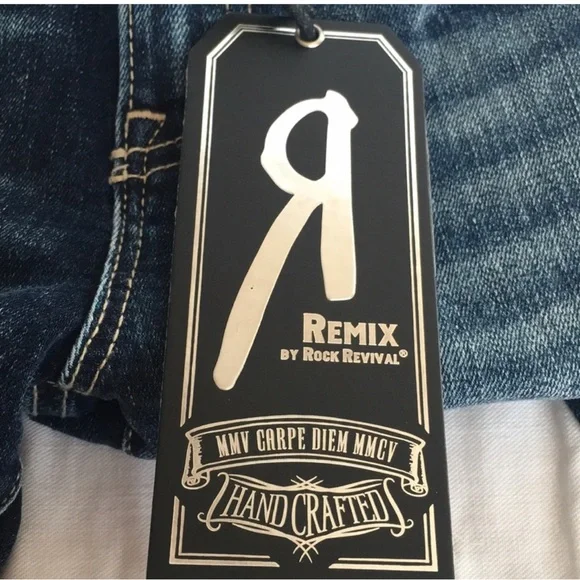 R
REMIX
BY ROCK REVIVAL®
MMV CARPE DIEM MMCV
HAND CRAFTED